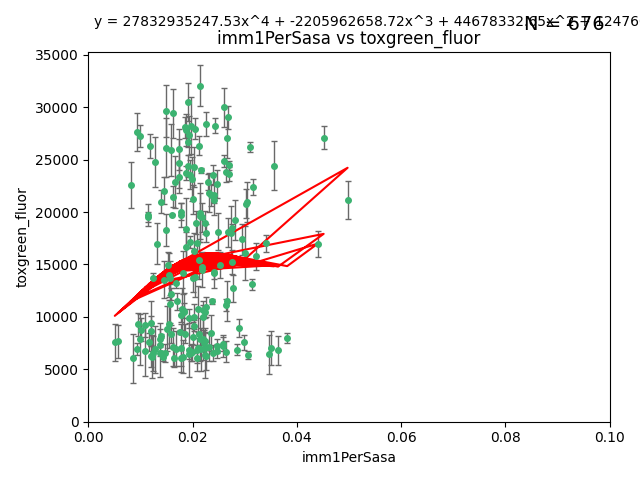 y = 27832935247.53x^4 + -2205962658.72x^3 + 44678332
N = 676
imm1PerSasa vs toxgreen_fluor
35000
30000
25000
20000
15000
10000
5000
0
toxgreen_fluor
0.00 0.02 0.04 0.06 0.08 0.10
imm1PerSasa